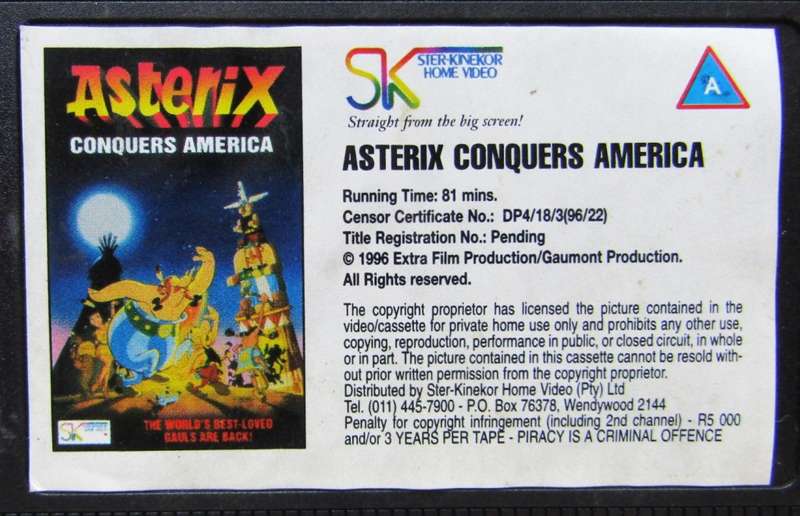 Asterix
CONQUERS AMERICA
THE WORLD'S BEST-LOVED
GAULS ARE BACK!
SK
SK
STER-KINEKOR
HOME VIDEO
Straight from the big screen!
A
ASTERIX CONQUERS AMERICA
Running Time: 81 mins.
Censor Certificate No.: DP4/18/3(96/22)
Title Registration No.: Pending
© 1996 Extra Film Production/Gaumont Production.
All Rights reserved.
The copyright proprietor has licensed the picture contained in the
video/cassette for private home use only and prohibits any other use,
copying, reproduction, performance in public, or closed circuit, in whole
or in part. The picture contained in this cassette cannot be resold with-
out prior written permission from the copyright proprietor.
Distributed by Ster-Kinekor Home Video (Pty) Ltd
Tel. (011) 445-7900 - P.O. Box 76378, Wendywood 2144
Penalty for copyright infringement (including 2nd channel) - R5 000
and/or 3 YEARS PER TAPE - PIRACY IS A CRIMINAL OFFENCE